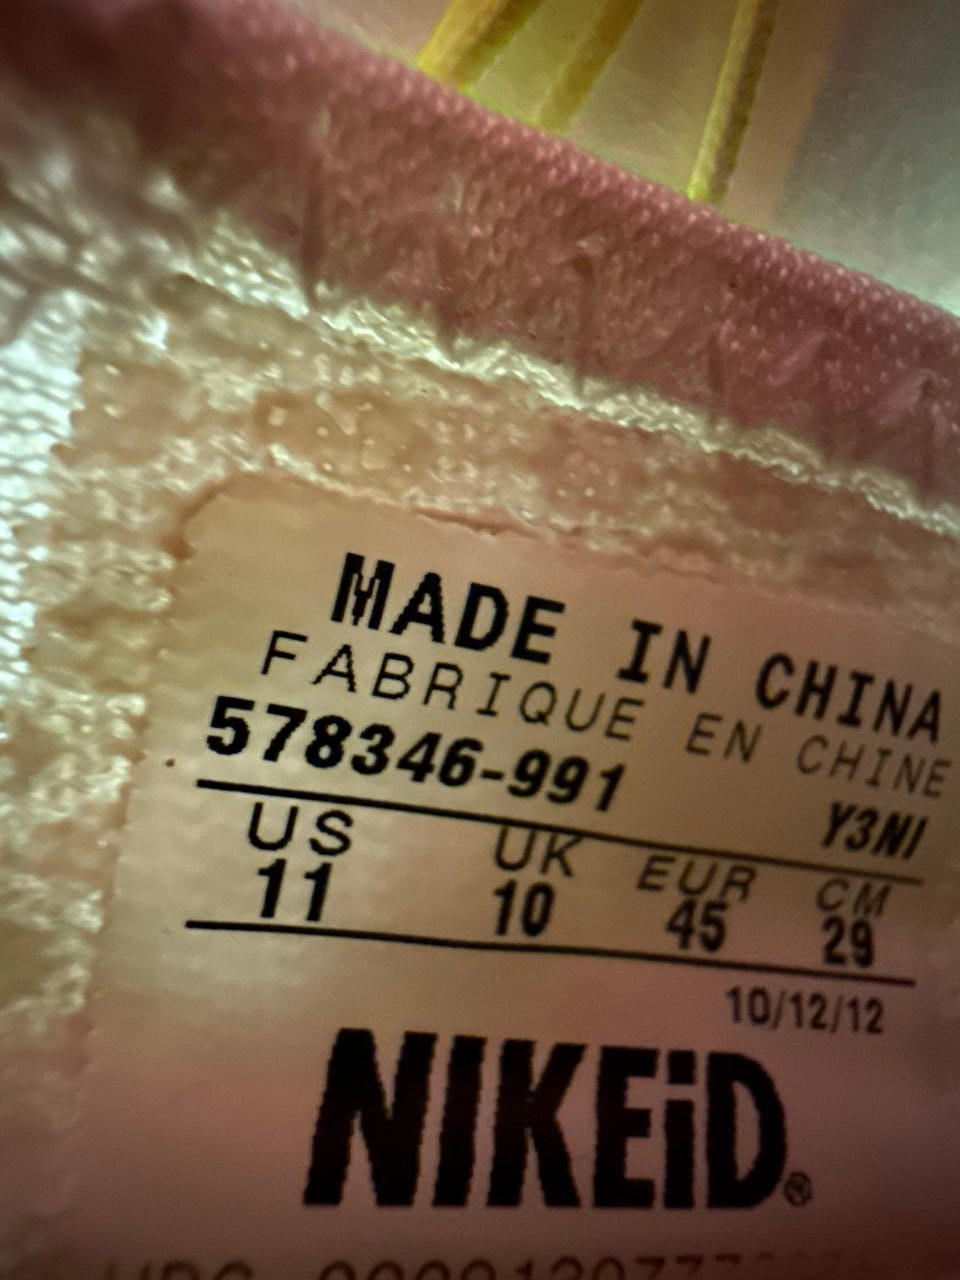 MADE IN CHINA
FABRIQUE EN CHINE
578346-991 Y3NI
US UK EUR CM
11 10 45 29
10/12/12
NIKEiD®